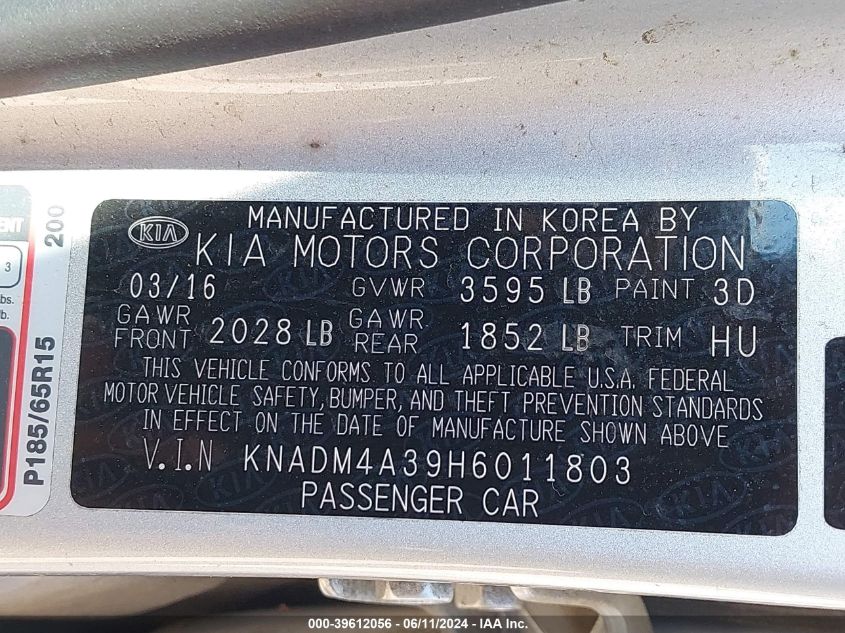 MANUFACTURED IN KOREA BY
KIA KIA MOTORS CORPORATION
03/16 GVWR 3595 LB PAINT 3D
GAWR FRONT 2028 LB GAWR REAR 1852 LB TRIM HU
THIS VEHICLE CONFORMS TO ALL APPLICABLE U.S.A. FEDERAL
MOTOR VEHICLE SAFETY, BUMPER, AND THEFT PREVENTION STANDARDS
IN EFFECT ON THE DATE OF MANUFACTURE SHOWN ABOVE
V.I.N KNADM4A39H6011803
PASSENGER CAR
P185/65R15
200
3
000-39612056 - 06/11/2024 - IAA Inc.